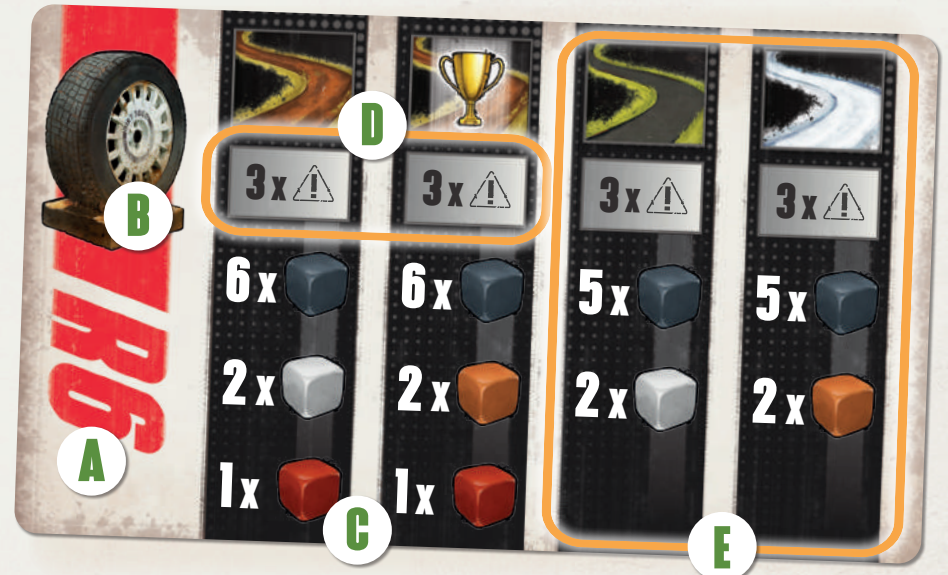 D
3x 3x 3x 3x
B
6x 6x 5x 5x
R6
2x 2x 2x 2x
A
1x 1x
C
E